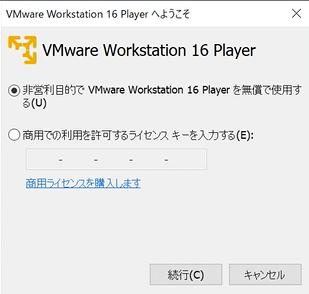 VMware Workstation 16 Player へようこそ
VMware Workstation 16 Player
非営利目的で VMware Workstation 16 Player を無償で使用す
る(U)
商用での利用を許可するライセンス キーを入力する(E):
- - - -
商用ライセンスを購入します
続行(C) キャンセル